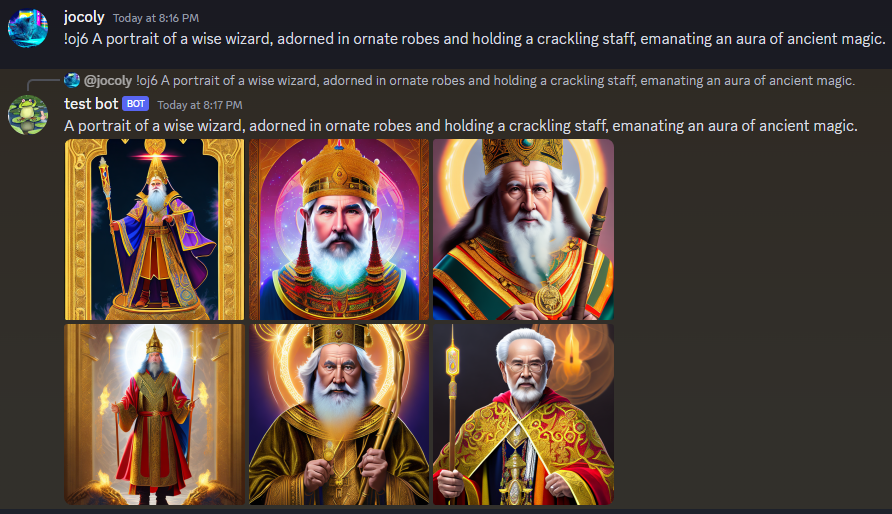 jocoly Today at 8:16 PM
!oj6 A portrait of a wise wizard, adorned in ornate robes and holding a crackling staff, emanating an aura of ancient magic.
@jocoly !oj6 A portrait of a wise wizard, adorned in ornate robes and holding a crackling staff, emanating an aura of ancient magic.
test bot BOT Today at 8:17 PM
A portrait of a wise wizard, adorned in ornate robes and holding a crackling staff, emanating an aura of ancient magic.